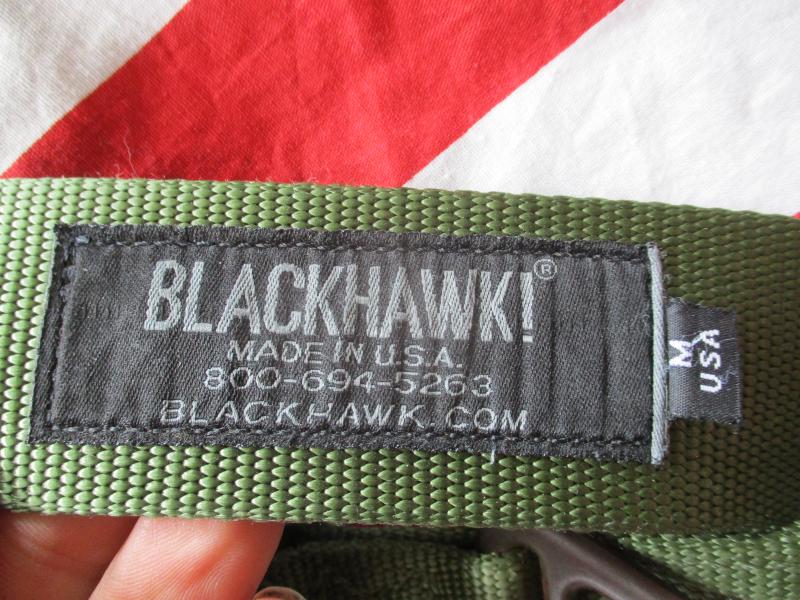 BLACKHAWK!®
MADE IN U.S.A.
800-694-5263
BLACKHAWK.COM
M
USA